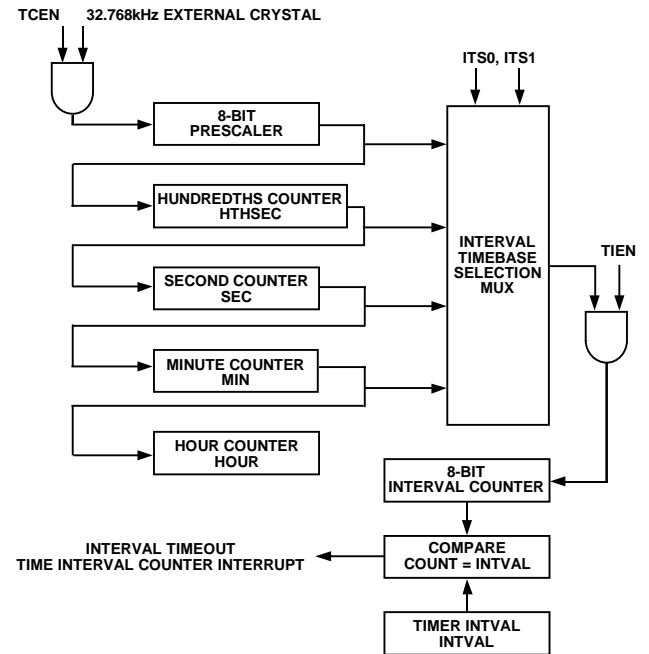 TCEN 32.768kHz EXTERNAL CRYSTAL
ITS0, ITS1
8-BIT
PRESCALER
HUNDREDTHS COUNTER
HTHSEC
INTERVAL
TIMEBASE
SELECTION
MUX
TIEN
SECOND COUNTER
SEC
MINUTE COUNTER
MIN
HOUR COUNTER
HOUR
8-BIT
INTERVAL COUNTER
INTERVAL TIMEOUT
TIME INTERVAL COUNTER INTERRUPT
COMPARE
COUNT = INTVAL
TIMER INTVAL
INTVAL